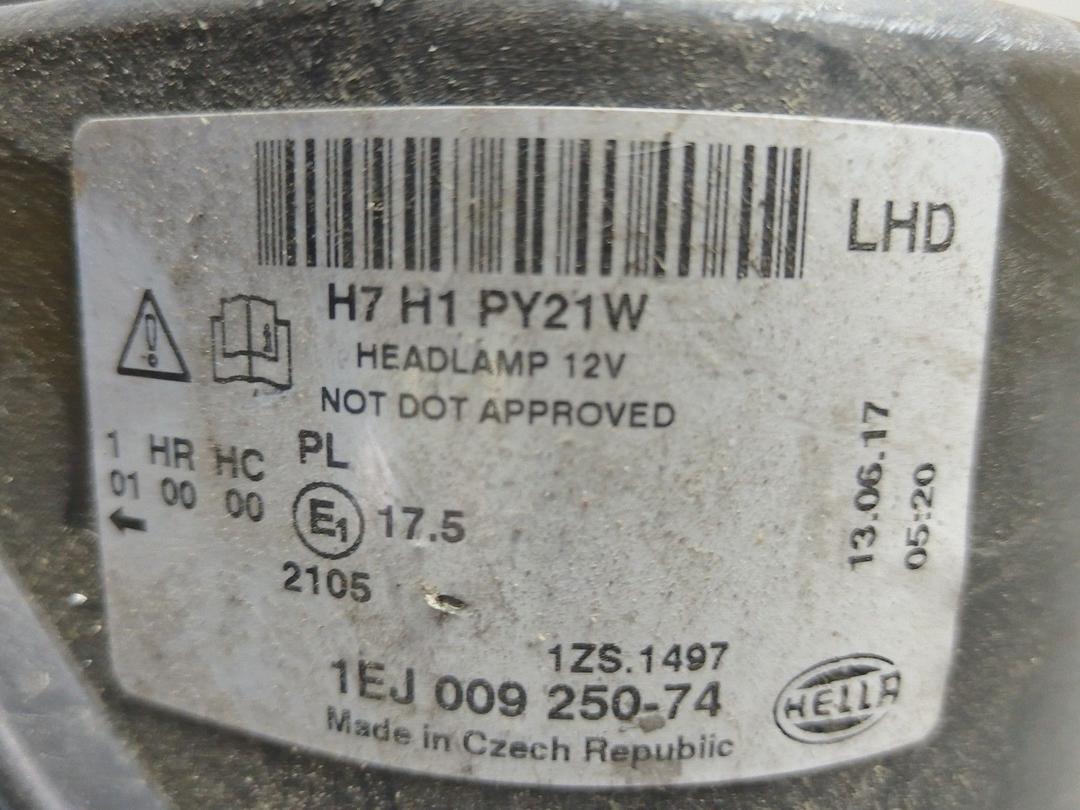 LHD
H7 H1 PY21W
HEADLAMP 12V
NOT DOT APPROVED
1 HR HC PL
01 00 00
E1 17.5
2105
13.06.17
05:20
1ZS.1497
1EJ 009 250-74
HELLA
Made in Czech Republic